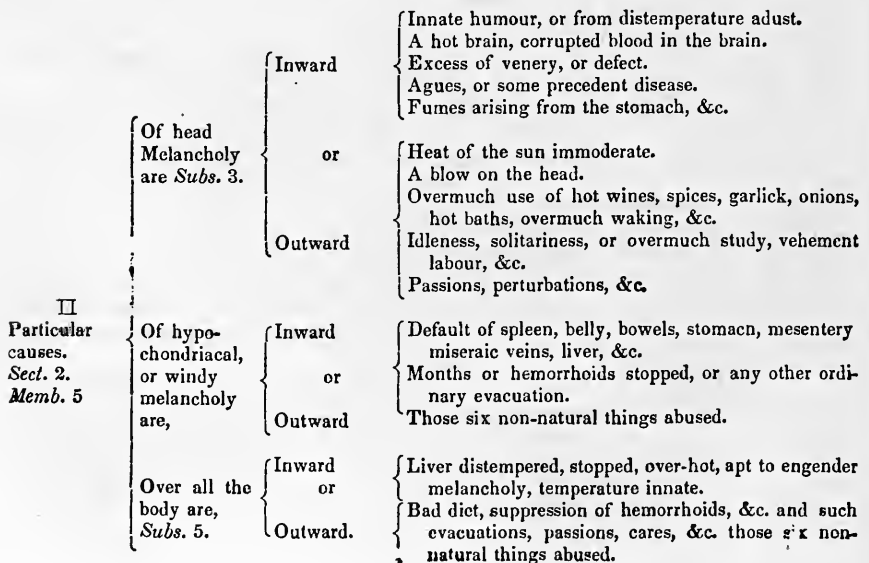 Innate humour, or from distemperature adust.
A hot brain, corrupted blood in the brain.
Inward
Excess of venery, or defect.
Agues, or some precedent disease.
Fumes arising from the stomach, &c.
Of head
Melancholy
are Subs. 3.
or
Heat of the sun immoderate.
A blow on the head.
Overmuch use of hot wines, spices, garlick, onions,
hot baths, overmuch waking, &c.
Outward
Idleness, solitariness, or overmuch study, vehement
labour, &c.
Passions, perturbations, &c.
II
Particular
causes.
Sect. 2.
Memb. 5
Of hypo-
chondriacal,
or windy
melancholy
are,
Inward
or
Outward
Default of spleen, belly, bowels, stomacn, mesentery
miseraic veins, liver, &c.
Months or hemorrhoids stopped, or any other ordi-
nary evacuation.
Those six non-natural things abused.
Over all the
body are,
Subs. 5.
Inward
or
Outward.
Liver distempered, stopped, over-hot, apt to engender
melancholy, temperature innate.
Bad dict, suppression of hemorrhoids, &c. and such
evacuations, passions, cares, &c. those six non-
natural things abused.